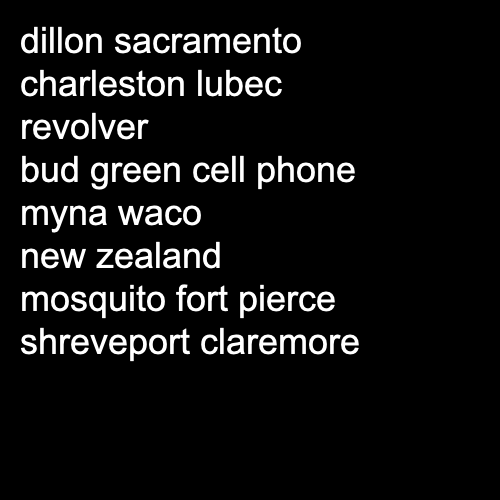 dillon sacramento
charleston lubec
revolver
bud green cell phone
myna waco
new zealand
mosquito fort pierce
shreveport claremore